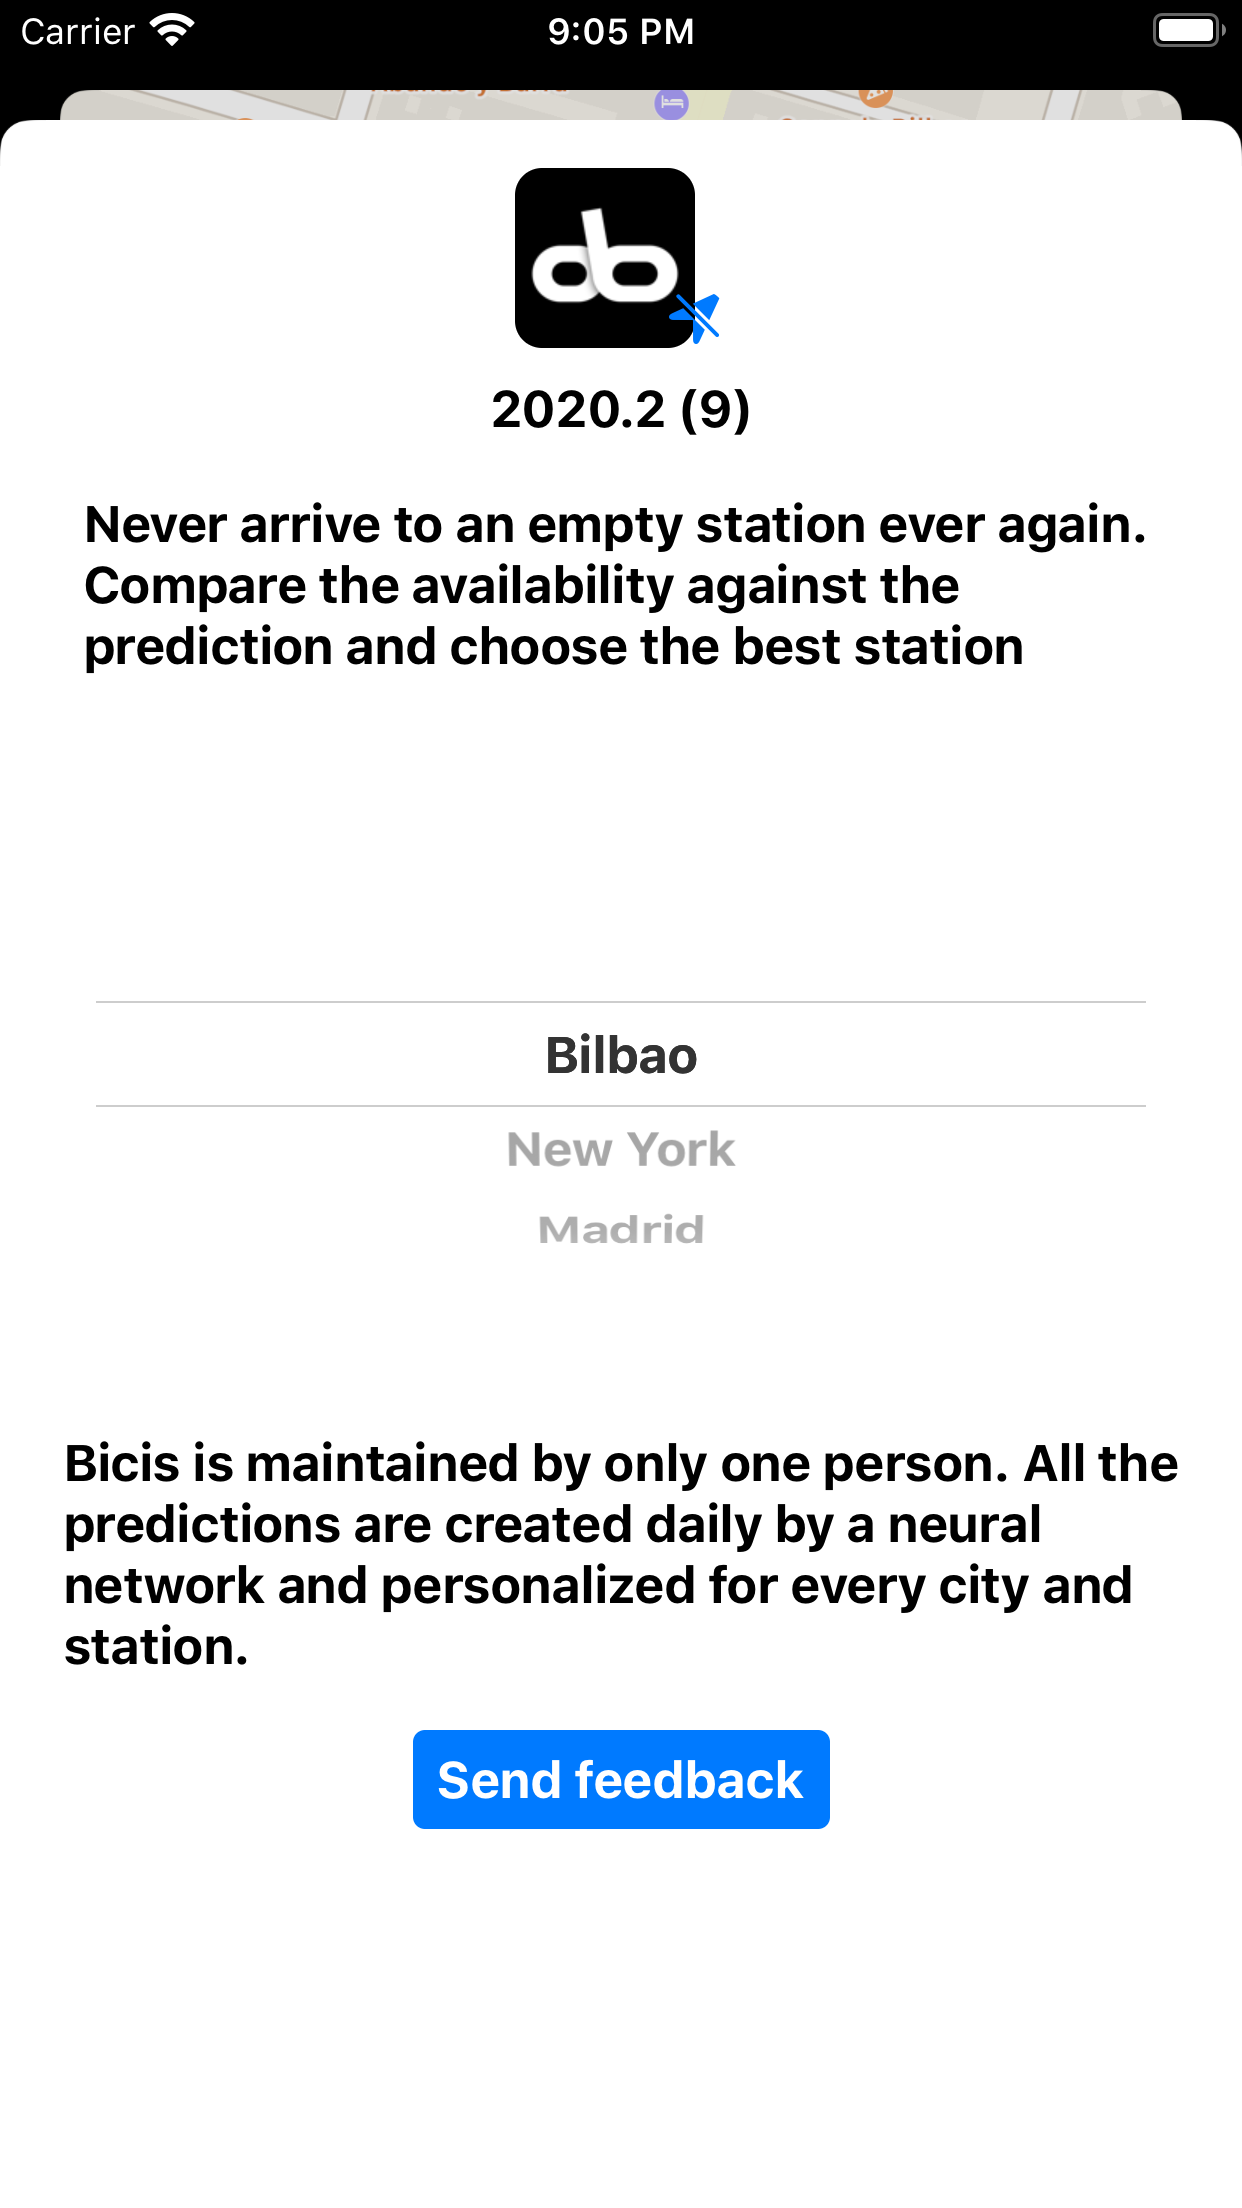 Carrier 9:05 PM
2020.2 (9)
Never arrive to an empty station ever again.
Compare the availability against the
prediction and choose the best station
Bilbao
New York
Madrid
Bicis is maintained by only one person. All the
predictions are created daily by a neural
network and personalized for every city and
station.
Send feedback